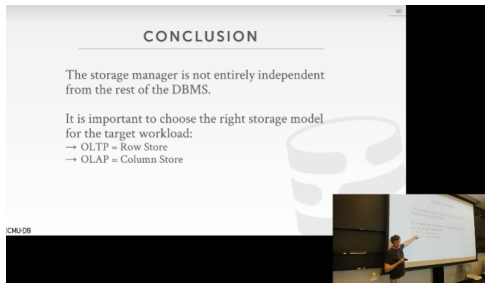 40
CONCLUSION
The storage manager is not entirely independent
from the rest of the DBMS.
It is important to choose the right storage model
for the target workload:
→ OLTP = Row Store
→ OLAP = Column Store
CMU·DB